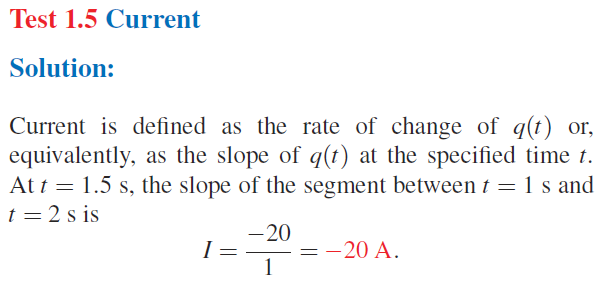 Test 1.5 Current
Solution:
Current is defined as the rate of change of q(t) or,
equivalently, as the slope of q(t) at the specified time t.
At t = 1.5 s, the slope of the segment between t = 1 s and
t = 2 s is
I = −20/1 = −20 A.